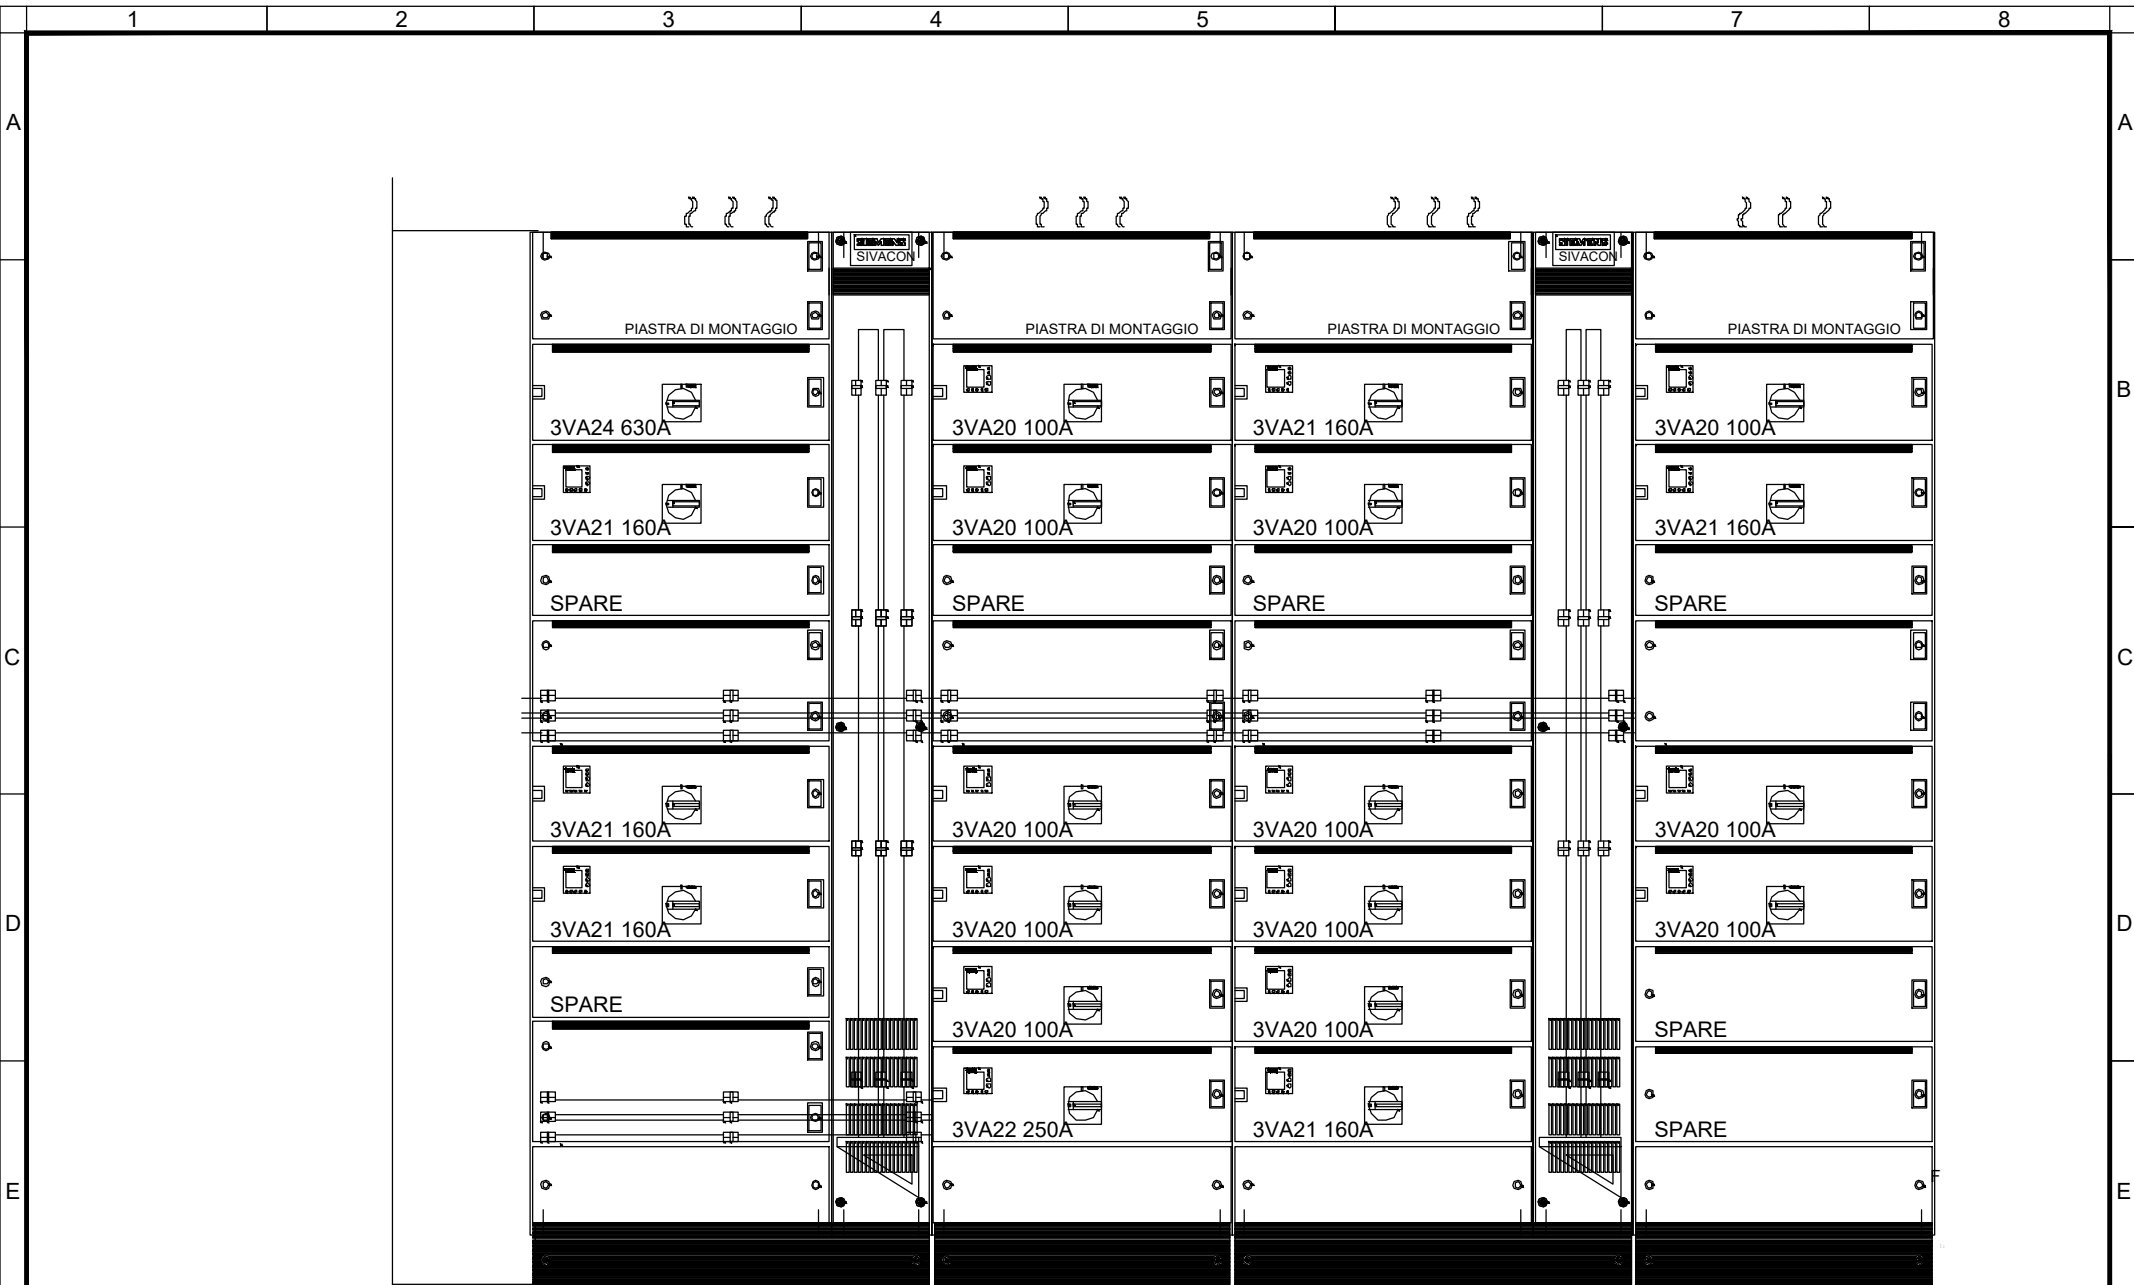 1 2 3 4 5 7 8
A A
SIEMENS SIEMENS
SIVACON SIVACON
PIASTRA DI MONTAGGIO PIASTRA DI MONTAGGIO PIASTRA DI MONTAGGIO PIASTRA DI MONTAGGIO
B B
3VA24 630A 3VA20 100A 3VA21 160A 3VA20 100A
3VA21 160A 3VA20 100A 3VA20 100A 3VA21 160A
SPARE SPARE SPARE SPARE
C C
3VA21 160A 3VA20 100A 3VA20 100A 3VA20 100A
D D
3VA21 160A 3VA20 100A 3VA20 100A 3VA20 100A
SPARE
3VA20 100A 3VA20 100A SPARE
3VA22 250A 3VA21 160A SPARE
F
E E